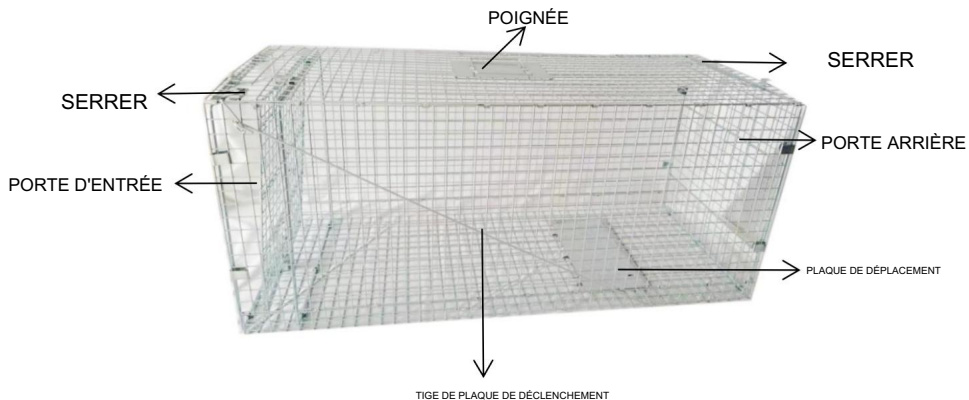 POIGNÉE
SERRER
SERRER
PORTE ARRIÈRE
PORTE D'ENTRÉE
PLAQUE DE DÉPLACEMENT
TIGE DE PLAQUE DE DÉCLENCHEMENT